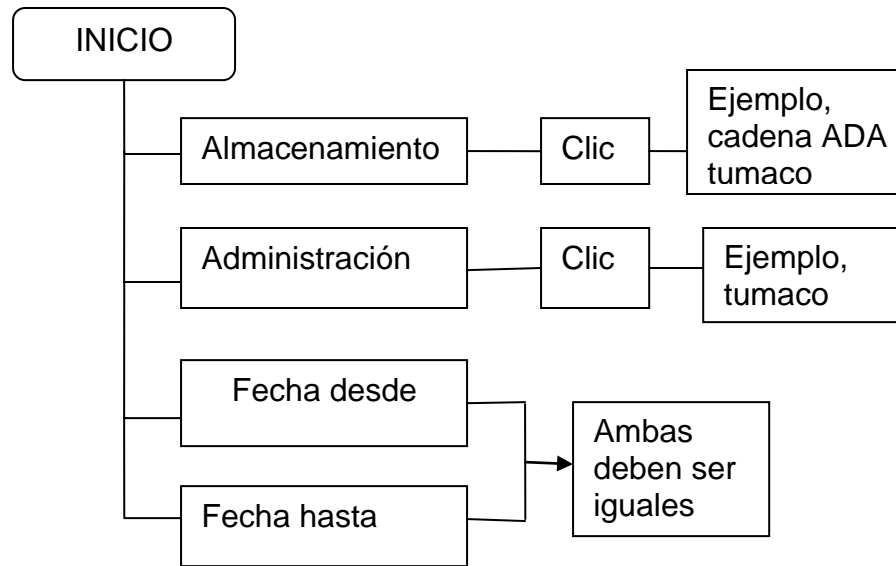 INICIO
Almacenamiento
Clic
Ejemplo,
cadena ADA
tumaco
Administración
Clic
Ejemplo,
tumaco
Fecha desde
Fecha hasta
Ambas
deben ser
iguales